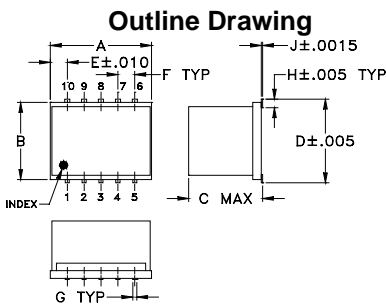 Outline Drawing
A
J±.0015
E±.010
F TYP
H±.005 TYP
10 9 8 7 6
B
D±.005
C MAX
INDEX
1 2 3 4 5
G TYP